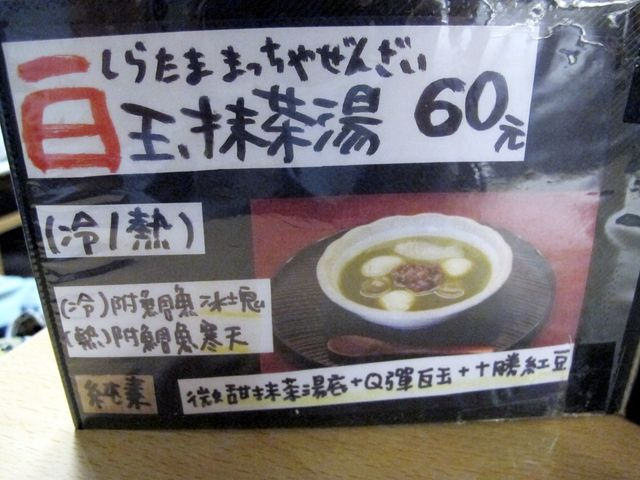 しらたままっちゃぜんざい
白玉抹茶湯 60元
(冷/熱)
(冷)附鯛魚冰最
(熱)附鯛魚寒天
純素
微甜抹茶湯底+Q彈白玉+十勝紅豆